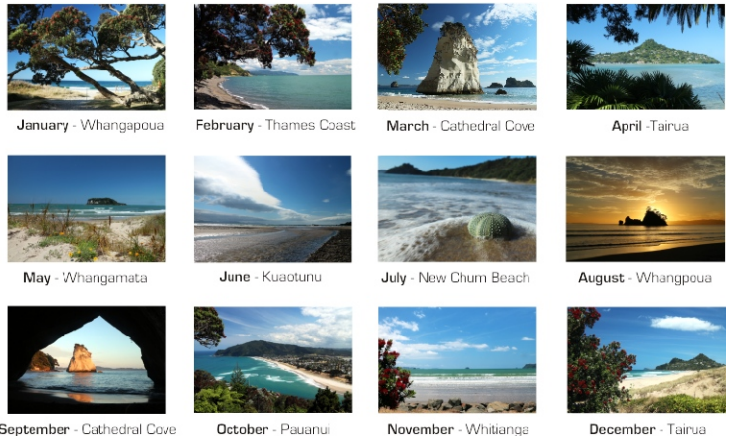 January - Whangapoua
February - Thames Coast
March - Cathedral Cove
April -Tairua
May - Whangamata
June - Kuaotunu
July - New Chum Beach
August - Whangpoua
September - Cathedral Cove
October - Pauanui
November - Whitianga
December - Tairua